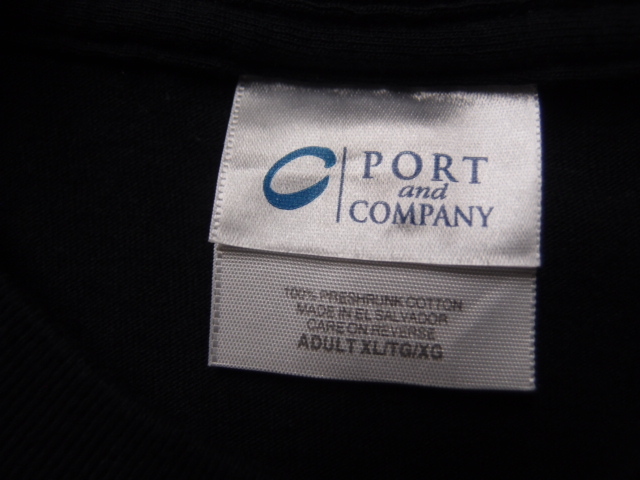 PORT
and
COMPANY
100% PRESHRUNK COTTON
MADE IN EL SALVADOR
CARE ON REVERSE
ADULT XL/TG/XG